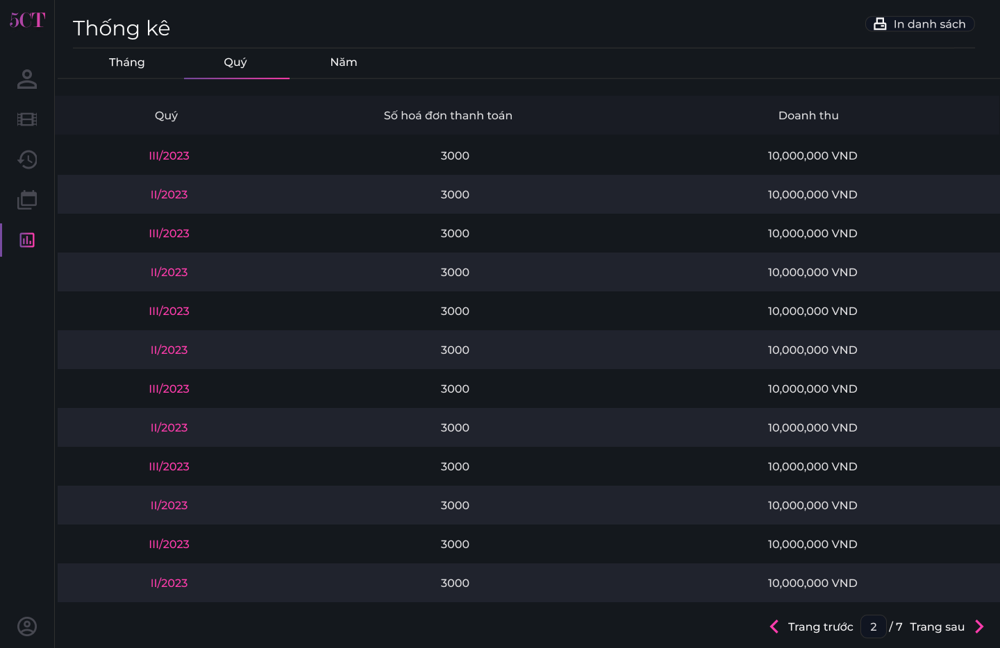 5CT
Thống kê
In danh sách
Tháng Quý Năm
Quý Số hoá đơn thanh toán Doanh thu
III/2023 3000 10,000,000 VND
II/2023 3000 10,000,000 VND
III/2023 3000 10,000,000 VND
II/2023 3000 10,000,000 VND
III/2023 3000 10,000,000 VND
II/2023 3000 10,000,000 VND
III/2023 3000 10,000,000 VND
II/2023 3000 10,000,000 VND
III/2023 3000 10,000,000 VND
II/2023 3000 10,000,000 VND
III/2023 3000 10,000,000 VND
II/2023 3000 10,000,000 VND
Trang trước 2 / 7 Trang sau